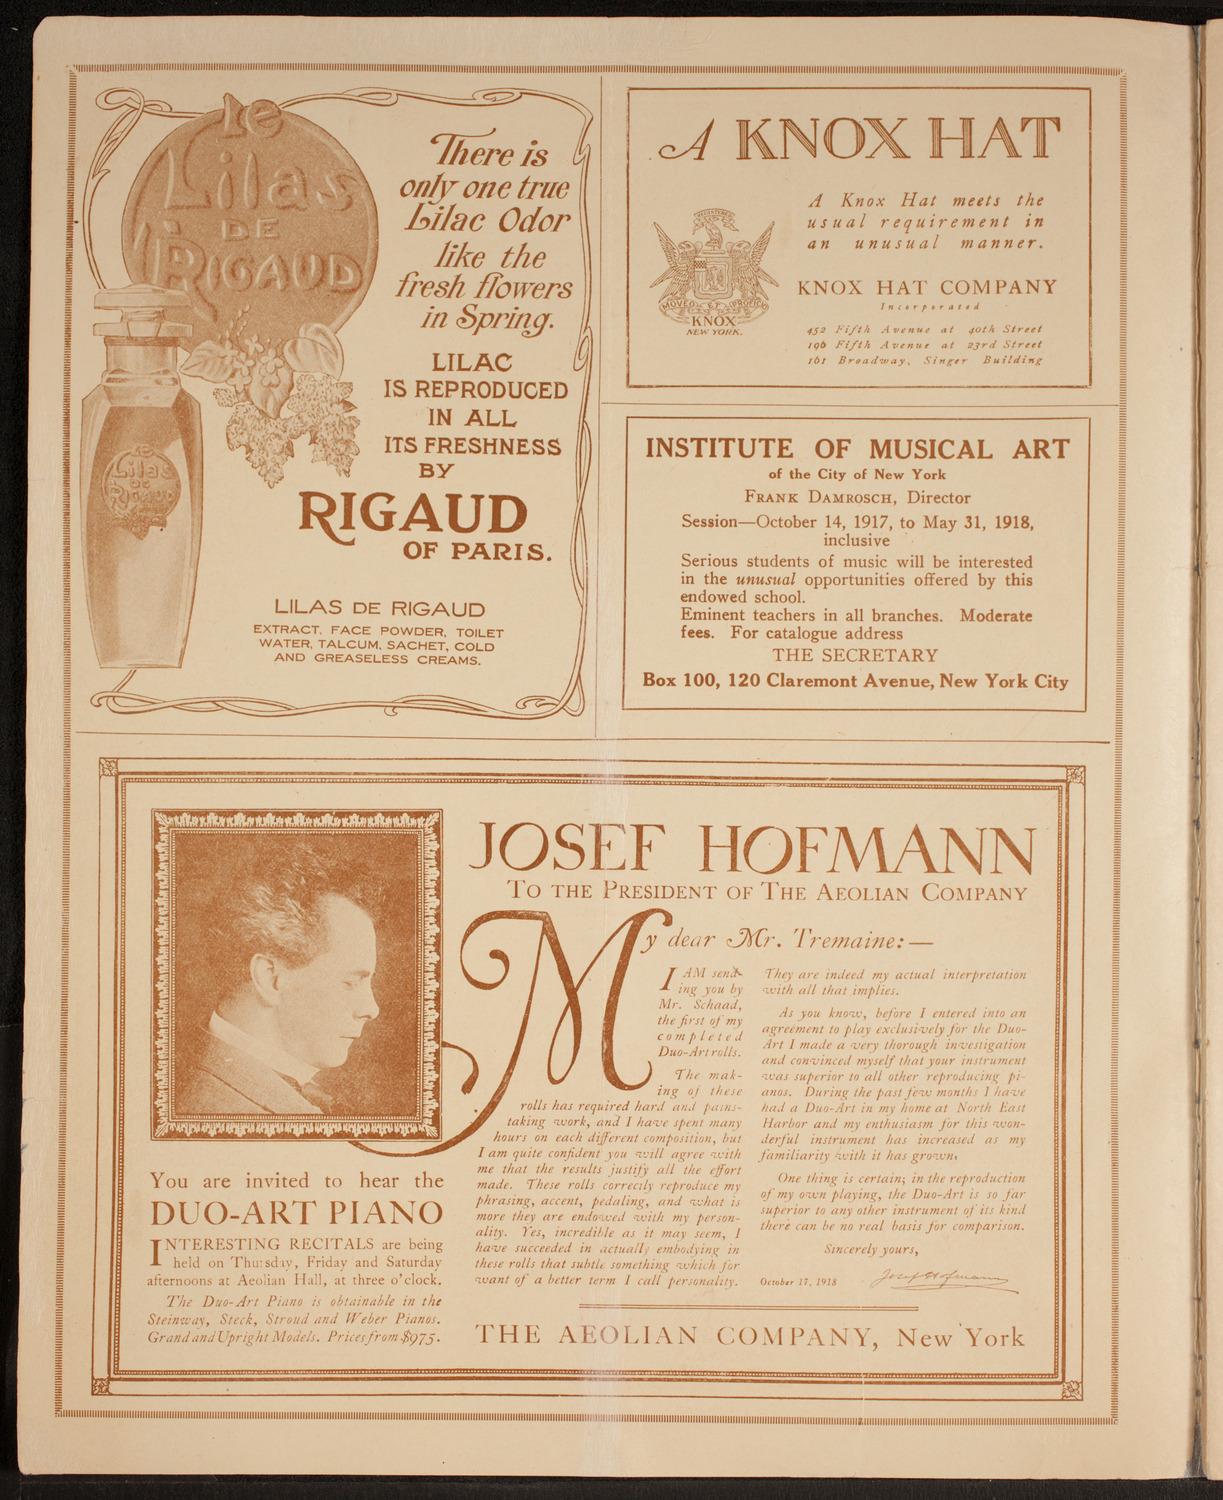 le
Lilas
DE
RIGAUD
le
Lilas
DE
RIGAUD
There is
only one true
Lilac Odor
like the
fresh flowers
in Spring.
LILAC
IS REPRODUCED
IN ALL
ITS FRESHNESS
BY
RIGAUD
OF PARIS.
LILAS DE RIGAUD
EXTRACT, FACE POWDER, TOILET
WATER, TALCUM, SACHET, COLD
AND GREASELESS CREAMS.
A KNOX HAT
REGISTERED
MOVEO ET PROFICIO
KNOX
NEW YORK.
A Knox Hat meets the
usual requirement in
an unusual manner.
KNOX HAT COMPANY
Incorporated
452 Fifth Avenue at 40th Street
196 Fifth Avenue at 23rd Street
161 Broadway, Singer Building
INSTITUTE OF MUSICAL ART
of the City of New York
FRANK DAMROSCH, Director
Session—October 14, 1917, to May 31, 1918,
inclusive
Serious students of music will be interested
in the unusual opportunities offered by this
endowed school.
Eminent teachers in all branches. Moderate
fees. For catalogue address
THE SECRETARY
Box 100, 120 Claremont Avenue, New York City
JOSEF HOFMANN
TO THE PRESIDENT OF THE AEOLIAN COMPANY
My dear Mr. Tremaine:—
I AM send-
ing you by
Mr. Schaad,
the first of my
completed
Duo-Art rolls.
The mak-
ing of these
rolls has required hard and pains-
taking work, and I have spent many
hours on each different composition, but
I am quite confident you will agree with
me that the results justify all the effort
made. These rolls correctly reproduce my
phrasing, accent, pedaling, and what is
more they are endowed with my person-
ality. Yes, incredible as it may seem, I
have succeeded in actually embodying in
these rolls that subtle something which for
want of a better term I call personality.
They are indeed my actual interpretation
with all that implies.
As you know, before I entered into an
agreement to play exclusively for the Duo-
Art I made a very thorough investigation
and convinced myself that your instrument
was superior to all other reproducing pi-
anos. During the past few months I have
had a Duo-Art in my home at North East
Harbor and my enthusiasm for this won-
derful instrument has increased as my
familiarity with it has grown.
One thing is certain; in the reproduction
of my own playing, the Duo-Art is so far
superior to any other instrument of its kind
there can be no real basis for comparison.
Sincerely yours,
October 17, 1918
Josef Hofmann
You are invited to hear the
DUO-ART PIANO
INTERESTING RECITALS are being
held on Thursday, Friday and Saturday
afternoons at Aeolian Hall, at three o'clock.
The Duo-Art Piano is obtainable in the
Steinway, Steck, Stroud and Weber Pianos.
Grand and Upright Models. Prices from $975.
THE AEOLIAN COMPANY, New York